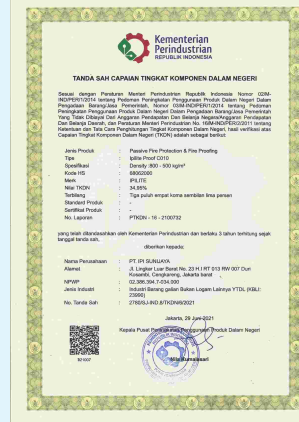 Kementerian
Perindustrian
REPUBLIK INDONESIA
TANDA SAH CAPAIAN TINGKAT KOMPONEN DALAM NEGERI
Sesuai dengan Peraturan Menteri Perindustrian Republik Indonesia Nomor 02/M-
IND/PER/1/2014 tentang Pedoman Peningkatan Penggunaan Produk Dalam Negeri Dalam
Pengadaan Barang/Jasa Pemerintah, Nomor 03/M-IND/PER/1/2014 tentang Pedoman
Peningkatan Penggunaan Produk Dalam Negeri Dalam Pengadaan Barang/Jasa Pemerintah
Yang Tidak Dibiayai Dari Anggaran Pendapatan Dan Belanja Negara/Anggaran Pendapatan
Dan Belanja Daerah, dan Peraturan Menteri Perindustrian No. 16/M-IND/PER/2/2011 tentang
Ketentuan dan Tata Cara Penghitungan Tingkat Komponen Dalam Negeri, hasil verifikasi atas
Capaian Tingkat Komponen Dalam Negeri (TKDN) adalah sebagai berikut:
Jenis Produk : Passive Fire Protection & Fire Proofing
Tipe : Iplite Proof C010
Spesifikasi : Density :800 - 500 kg/m³
Kode HS : 68062000
Merk : IPILITE
Nilai TKDN : 34,95%
Terbilang : Tiga puluh empat koma sembilan lima persen
Standard Produk : -
Sertifikat Produk : -
No. Laporan : PTKDN - 16 - 2100732
yang telah ditandasahkan oleh Kementerian Perindustrian dan berlaku 3 tahun terhitung sejak
tanggal tanda sah,
diberikan kepada:
Nama Perusahaan : PT. IPI SUNIJAYA
Alamat : Jl. Lingker Luar Barat No. 23 H.I RT 013 RW 007 Duri
Kosambi, Cengkareng, Jakarta barat
NPWP : 02.386.394.7-034.000
Jenis Industri : Industri Barang galian Bukan Logam Lainnya YTDL (KBLI:
23990)
No. Tanda Sah : 2780/SJ-IND.8/TKDN/6/2021
Jakarta, 29 Juni 2021
Kepala Pusat Peningkatan Penggunaan Produk Dalam Negeri
Nila Kumalasari